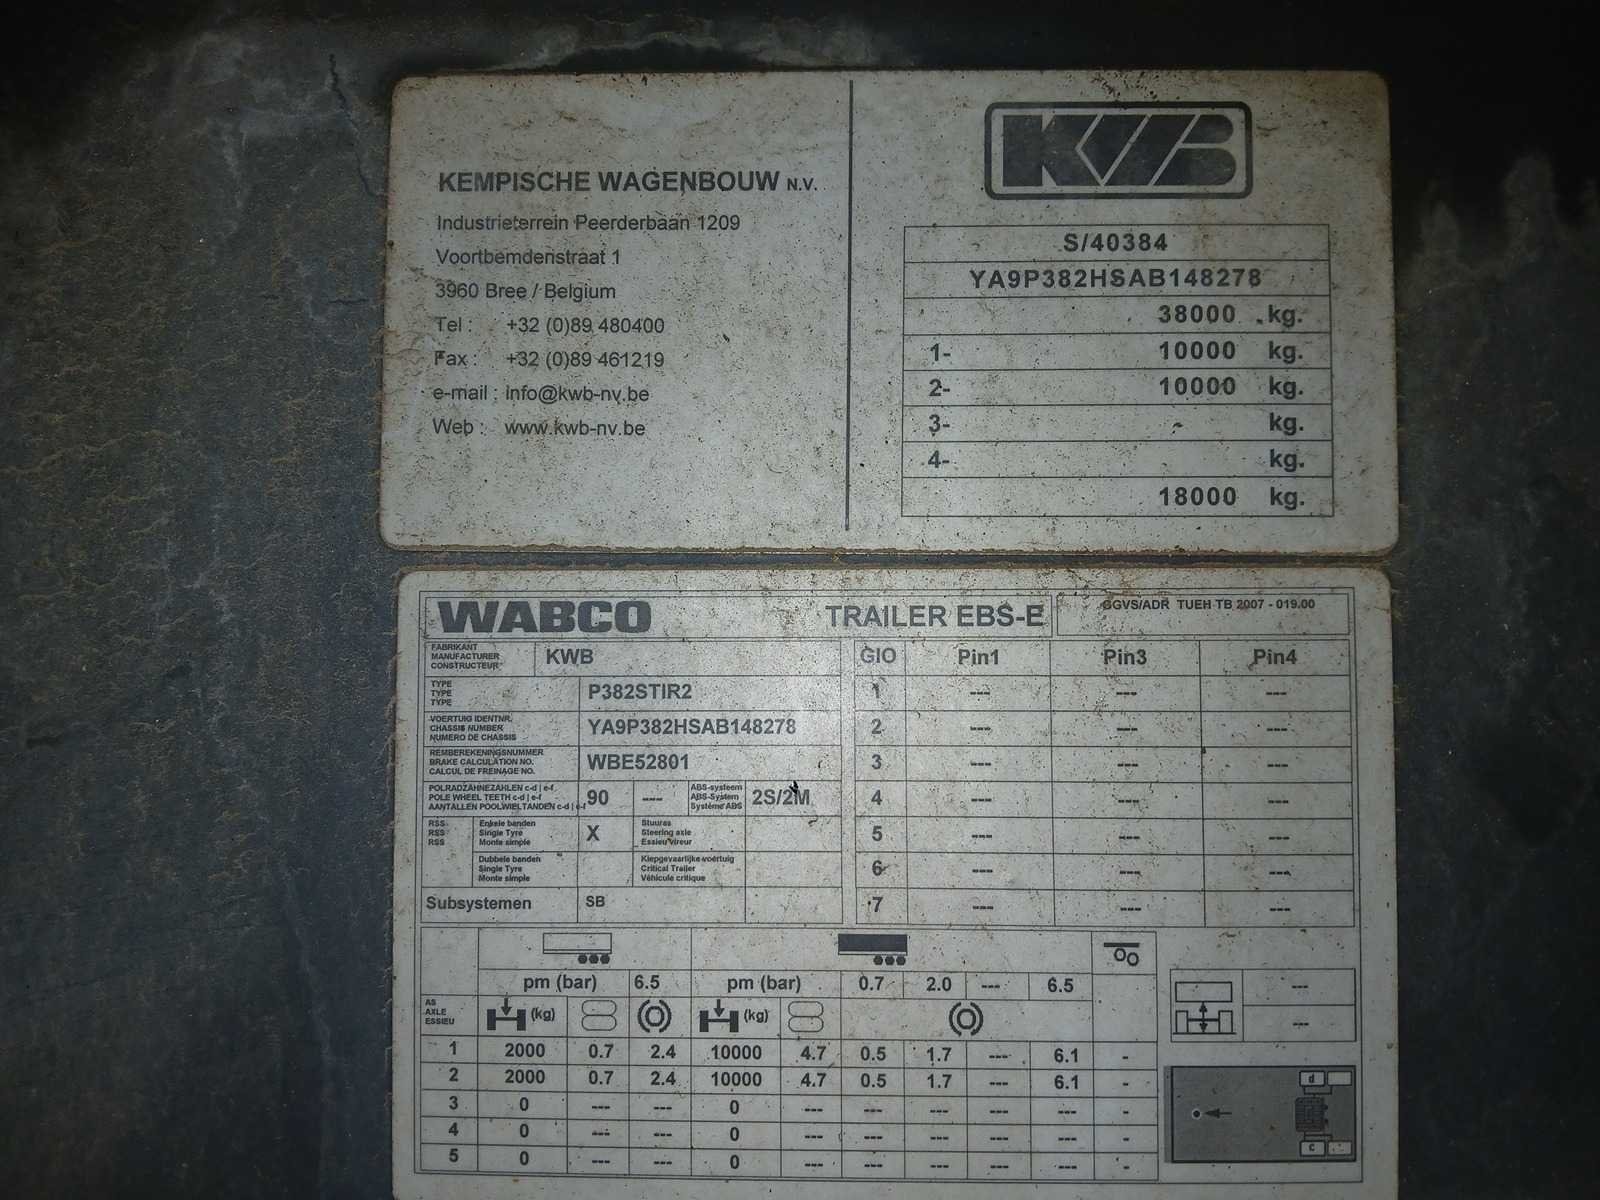 KWB
KEMPISCHE WAGENBOUW N.V.
Industrieterrein Peerderbaan 1209
Voortbemdenstraat 1
3960 Bree / Belgium
Tel : +32 (0)89 480400
Fax : +32 (0)89 461219
e-mail : info@kwb-nv.be
Web : www.kwb-nv.be
S/40384
YA9P382HSAB148278
38000 kg.
1- 10000 kg.
2- 10000 kg.
3- kg.
4- kg.
18000 kg.
WABCO TRAILER EBS-E GGVS/ADR TUEH TB 2007 - 019.00
FABRIKANT
MANUFACTURER
CONSTRUCTEUR
KWB
TYPE
TYPE
TYPE
P382STIR2
VOERTUIG IDENTNR.
CHASSIS NUMBER
NUMERO DE CHASSIS
YA9P382HSAB148278
REMBEREKENINGSNUMMER
BRAKE CALCULATION NO.
CALCUL DE FREINAGE NO.
WBE52801
POLRADZÄHNEZAHLEN c-d | e-f
POLE WHEEL TEETH c-d | e-f
AANTALLEN POOLWIELTANDEN c-d | e-f
90 ---
ABS-systeem
ABS-System
Système ABS
2S/2M
RSS
RSS
RSS
Enkele banden
Single Tyre
Monte simple
X
Stuuras
Steering axle
Essieu vireur
Dubbele banden
Single Tyre
Monte simple
Kiepgevaarlijke voertuig
Critical Trailer
Véhicule critique
Subsystemen SB
GIO Pin1 Pin3 Pin4
1 --- --- ---
2 --- --- ---
3 --- --- ---
4 --- --- ---
5 --- --- ---
6 --- --- ---
7 --- --- ---
pm (bar) 6.5 pm (bar) 0.7 2.0 --- 6.5
AS
AXLE
ESSIEU
(kg) (kg)
1 2000 0.7 2.4 10000 4.7 0.5 1.7 --- 6.1 -
2 2000 0.7 2.4 10000 4.7 0.5 1.7 --- 6.1 -
3 0 --- --- 0 --- --- --- --- --- -
4 0 --- --- 0 --- --- --- --- --- -
5 0 --- --- 0 --- --- --- --- --- -
---
---
d
c